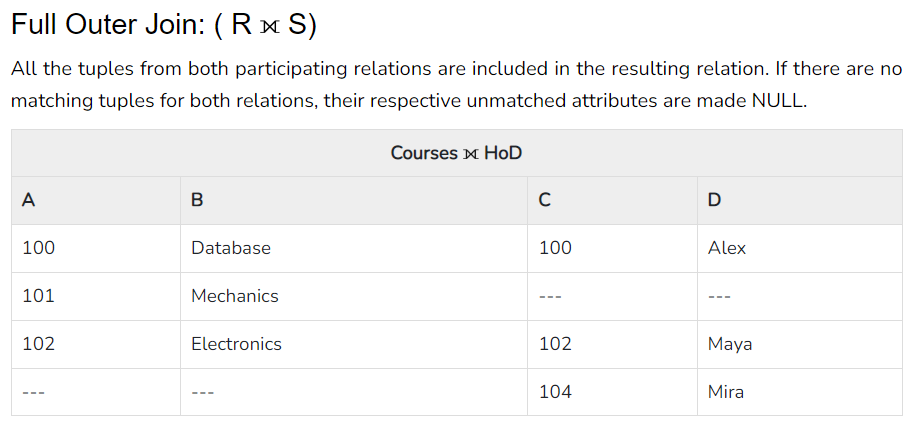 Full Outer Join: ( R ⟗ S)
All the tuples from both participating relations are included in the resulting relation. If there are no
matching tuples for both relations, their respective unmatched attributes are made NULL.
Courses ⟗ HoD
A B C D
100 Database 100 Alex
101 Mechanics --- ---
102 Electronics 102 Maya
--- --- 104 Mira